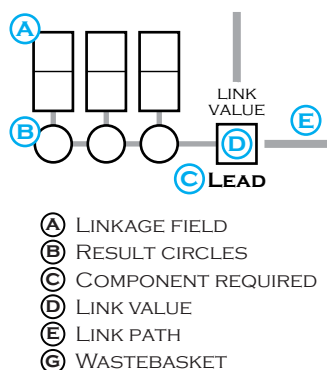 A
LINK
VALUE
B
D
E
C LEAD
A LINKAGE FIELD
B RESULT CIRCLES
C COMPONENT REQUIRED
D LINK VALUE
E LINK PATH
G WASTEBASKET